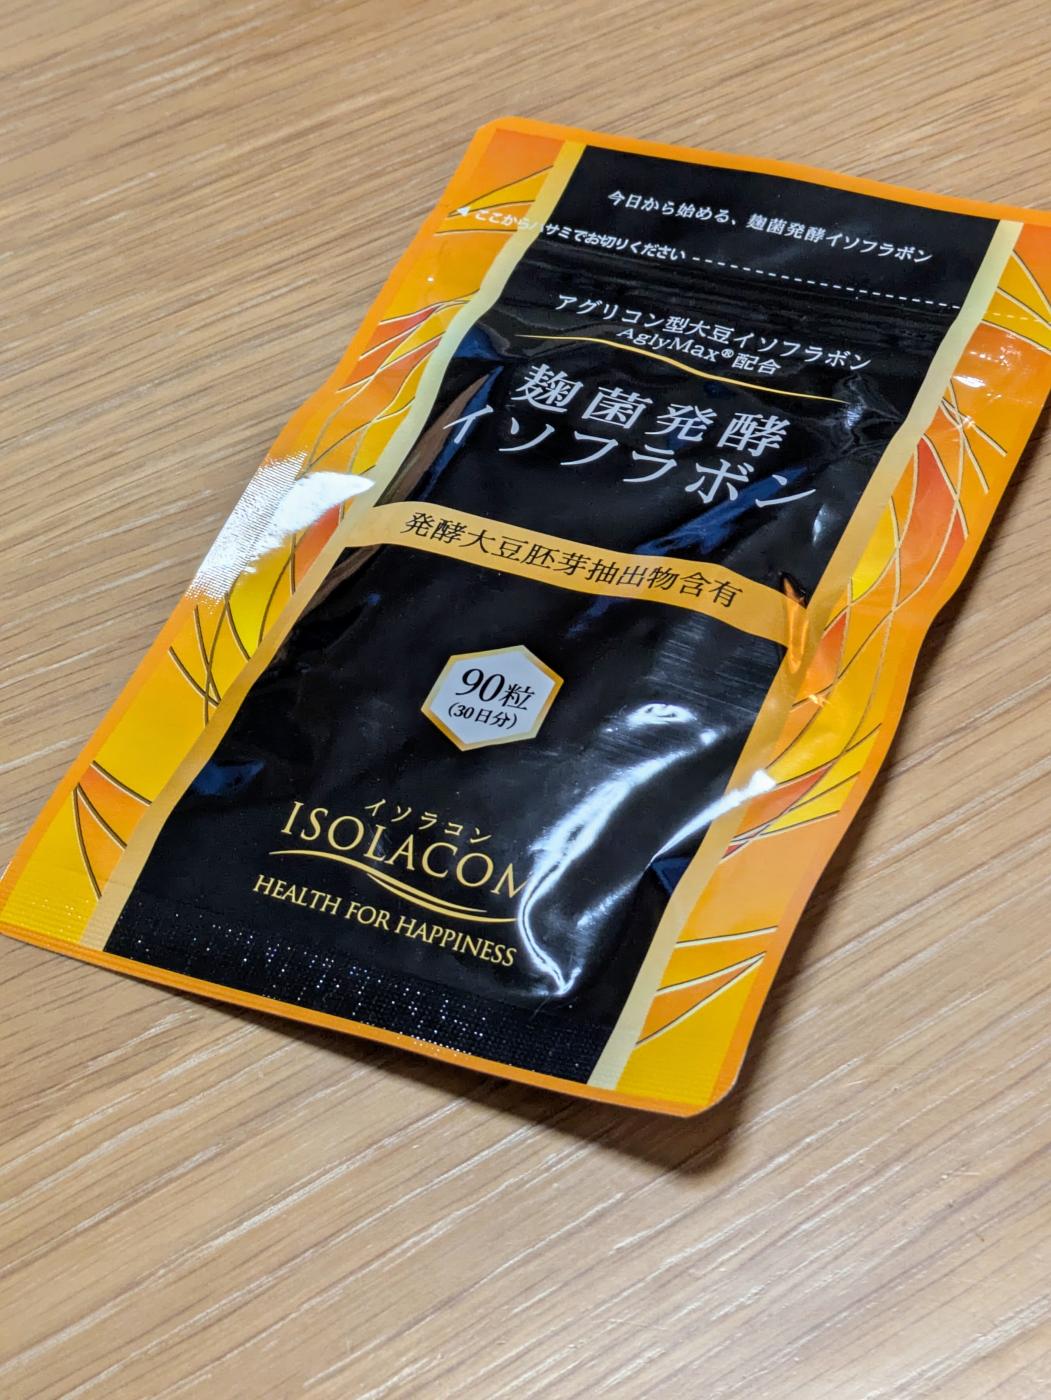 今日から始める、麹菌発酵イソフラボン
◀ここからハサミでお切りください
アグリコン型大豆イソフラボン
AglyMax®配合
麹菌発酵
イソフラボン
発酵大豆胚芽抽出物含有
90粒
(30日分)
イソラコン
ISOLACOM
HEALTH FOR HAPPINESS